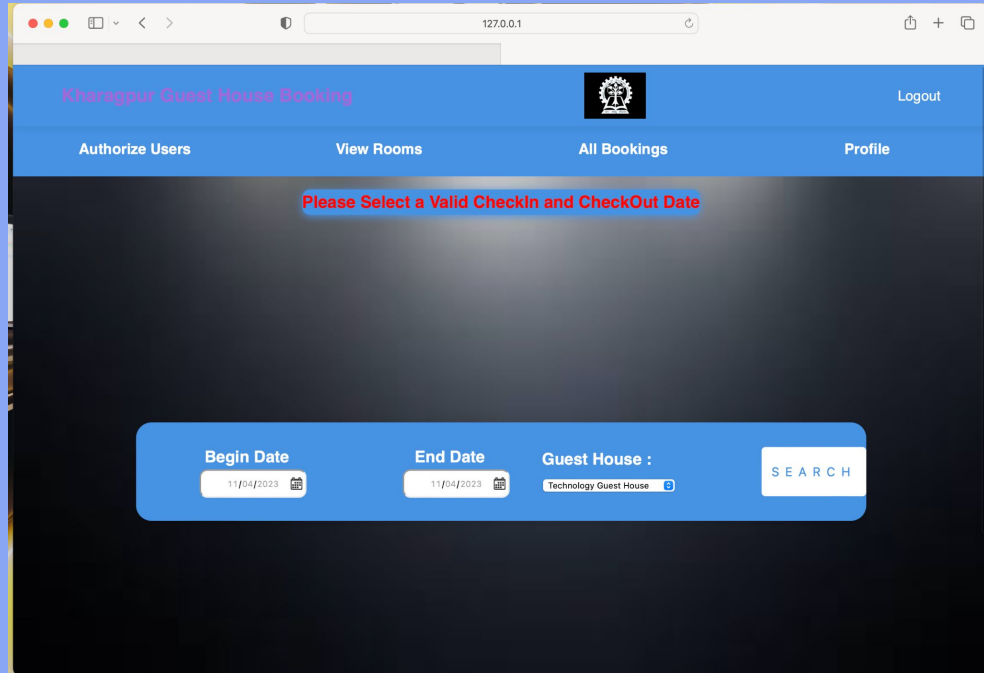 127.0.0.1
Kharagpur Guest House Booking
Logout
Authorize Users View Rooms All Bookings Profile
Please Select a Valid CheckIn and CheckOut Date
Begin Date End Date Guest House :
11/04/2023 11/04/2023 Technology Guest House SEARCH